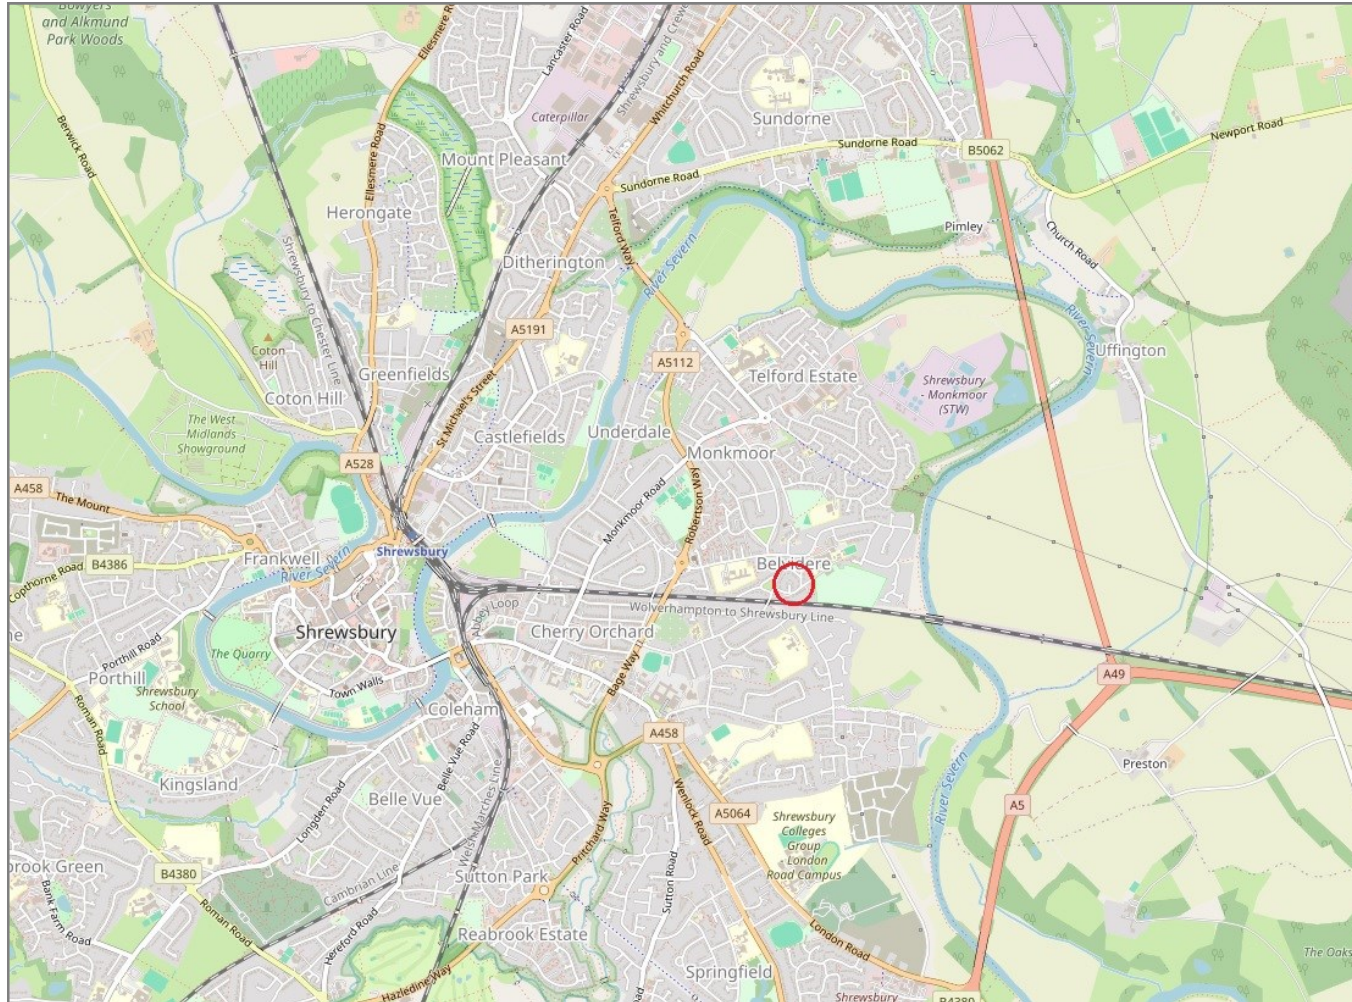 Bowyers
and Alkmund
Park Woods
Ellesmere Road
Lancaster Road
Shrewsbury and Crewe
Whitchurch Road
Caterpillar
Sundorne
Berwick Road
Mount Pleasant
Sundorne Road
B5062
Newport Road
Ellesmere Road
Sundorne Road
Herongate
Telford Way
Pimley
Church Road
Shrewsbury to Chester Line
Ditherington
River Severn
River Severn
A5191
Coton
Hill
Uffington
A5112
Greenfields
Telford Estate
Shrewsbury
- Monkmoor
(STW)
Coton Hill
The West
Midlands
Showground
St Michael's Street
Castlefields
Underdale
Monkmoor
A528
A458
The Mount
Monkmoor Road
Robertson Way
Shrewsbury
Frankwell
River Severn
B4386
Copthorne Road
Belvidere
Abbey Loop
Wolverhampton to Shrewsbury Line
Shrewsbury
Cherry Orchard
Porthill Road
The Quarry
Porthill
Bage Way
A49
Shrewsbury
School
Town Walls
Roman Road
Coleham
A458
River Severn
Preston
Kingsland
Belle Vue Road
Belle Vue
Longden Road
A5
Welsh Marches Line
Wenlock Road
A5064
Shrewsbury
Colleges
Group
London
Road Campus
Pritchard Way
brook Green
B4380
Cambrian Line
Sutton Park
Sutton Road
Bank Farm Road
Roman Road
Hereford Road
Reabrook Estate
London Road
The Oaks
Hazledine Way
Springfield
Shrewsbury
B4380